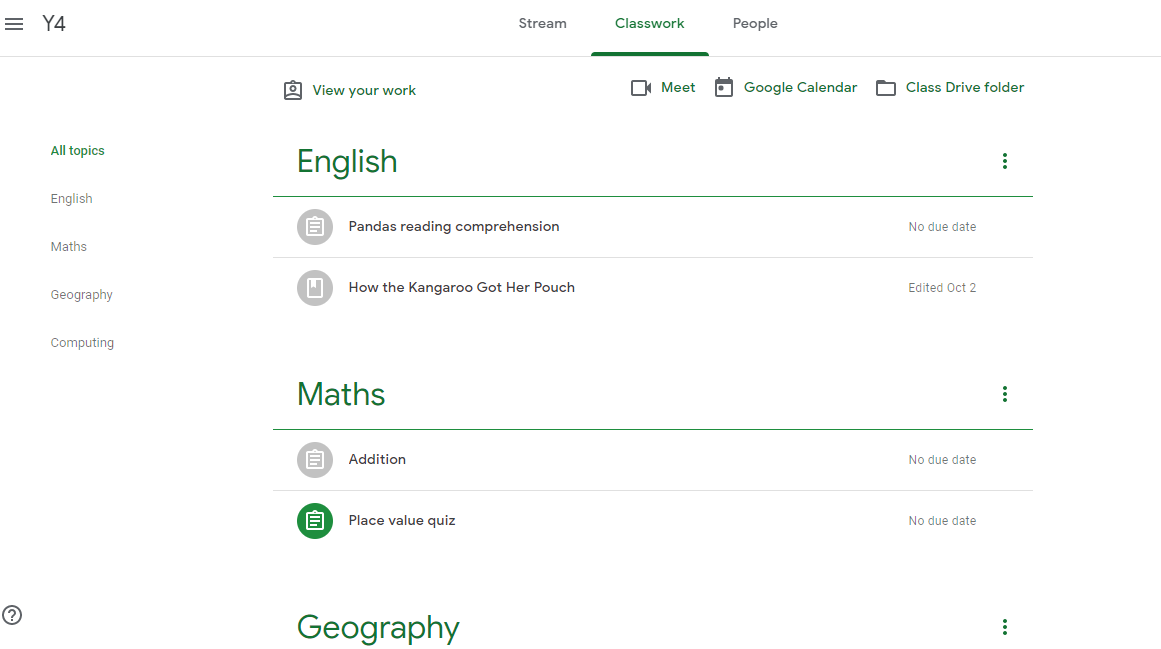 Y4
Stream Classwork People
View your work Meet Google Calendar Class Drive folder
All topics
English
Maths
Geography
Computing
English
Pandas reading comprehension No due date
How the Kangaroo Got Her Pouch Edited Oct 2
Maths
Addition No due date
Place value quiz No due date
Geography